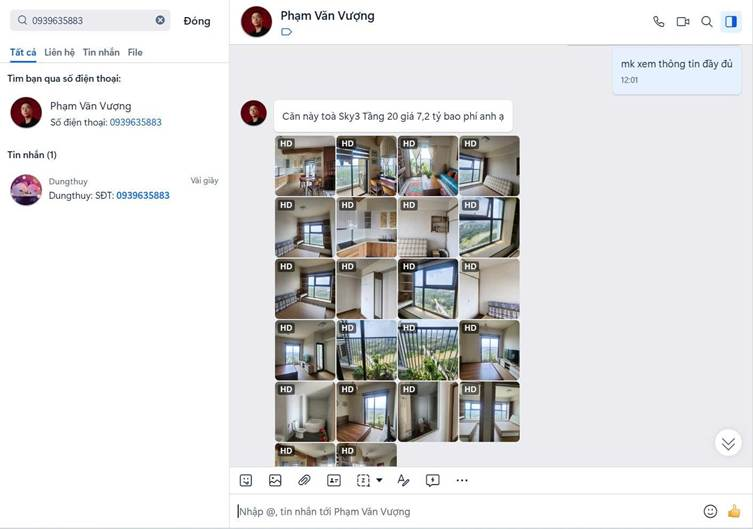 0939635883
Đóng
Tất cả Liên hệ Tin nhắn File
Tìm bạn qua số điện thoại:
Phạm Văn Vượng
Số điện thoại: 0939635883
Tin nhắn (1)
Dungthuy
Vài giây
Dungthuy: SĐT: 0939635883
Phạm Văn Vượng
mk xem thông tin đầy đủ
12:01
Căn này toà Sky3 Tầng 20 giá 7,2 tỷ bao phí anh ạ
HD HD HD HD
HD HD HD HD
HD HD HD HD
HD HD HD HD
HD HD HD HD
HD HD
Nhập @, tin nhắn tới Phạm Văn Vượng